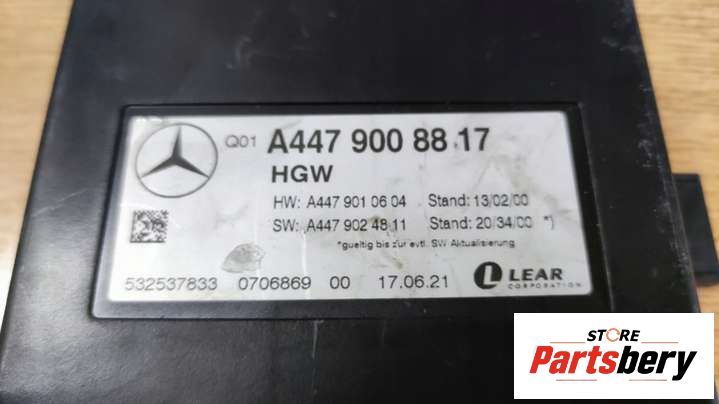 Q01 A447 900 88 17
HGW
HW: A447 901 06 04 Stand: 13/02/00
SW: A447 902 48 11 Stand: 20/34/00 *)
*gueltig bis zur evtl. SW Aktualisierung
532537833 0706869 00 17.06.21 LEAR
CORPORATION
STORE
Partsbery